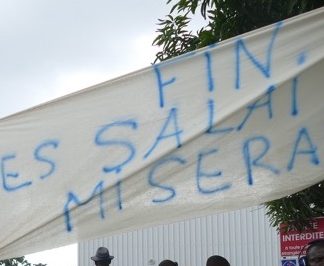 FIN
ES SALAI
MISERA
INTERDITE